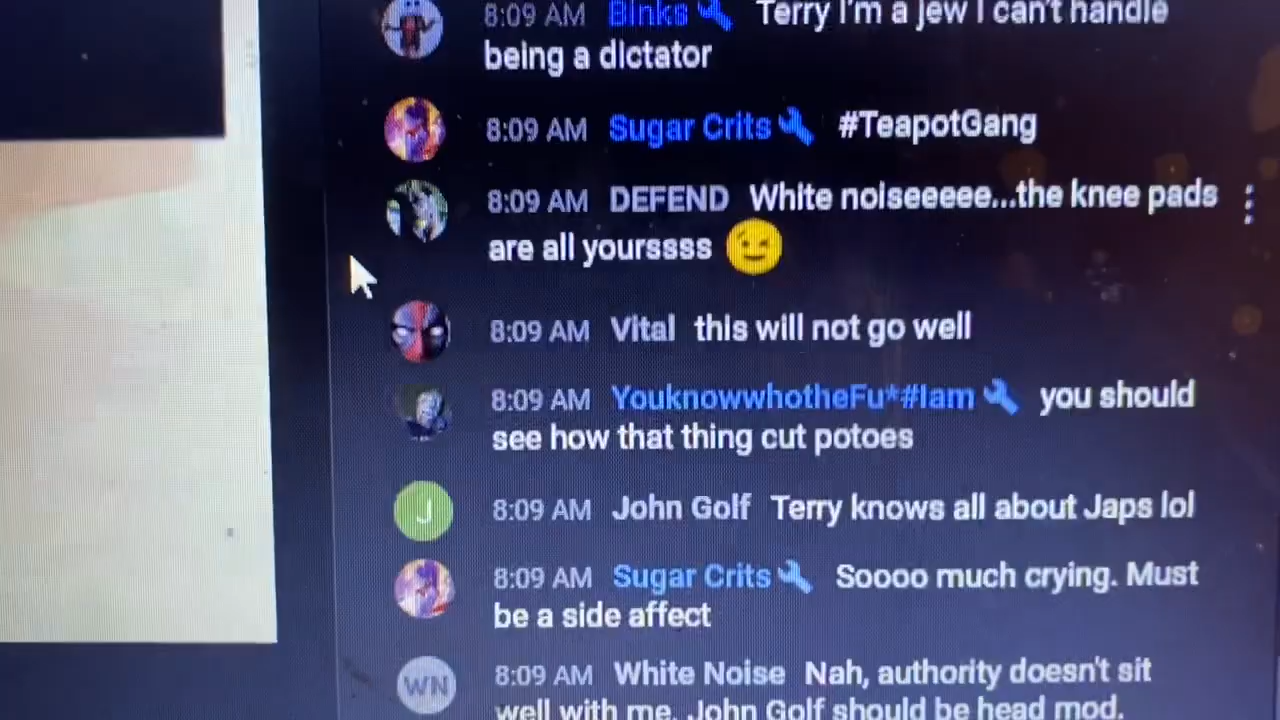 8:09 AM Binks Terry I'm a jew I can't handle
being a dictator
8:09 AM Sugar Crits #TeapotGang
8:09 AM DEFEND White noiseeeee...the knee pads
are all yourssss
8:09 AM Vital this will not go well
8:09 AM YouknowwhotheFu*#Iam you should
see how that thing cut potoes
J 8:09 AM John Golf Terry knows all about Japs lol
8:09 AM Sugar Crits Soooo much crying. Must
be a side affect
WN 8:09 AM White Noise Nah, authority doesn't sit
well with me. John Golf should be head mod.